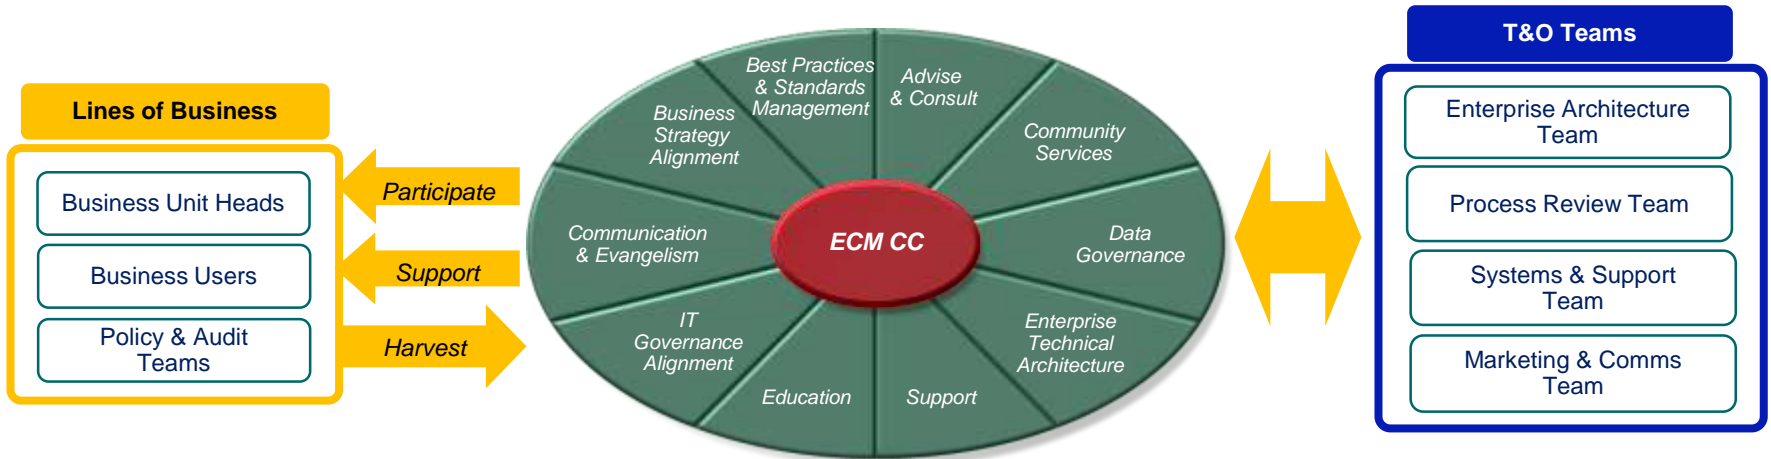 Lines of Business
Business Unit Heads
Business Users
Policy & Audit
Teams
Participate
Support
Harvest
Best Practices
& Standards
Management
Advise
& Consult
Business
Strategy
Alignment
Community
Services
Communication
& Evangelism
ECM CC
Data
Governance
IT
Governance
Alignment
Enterprise
Technical
Architecture
Education
Support
T&O Teams
Enterprise Architecture
Team
Process Review Team
Systems & Support
Team
Marketing & Comms
Team